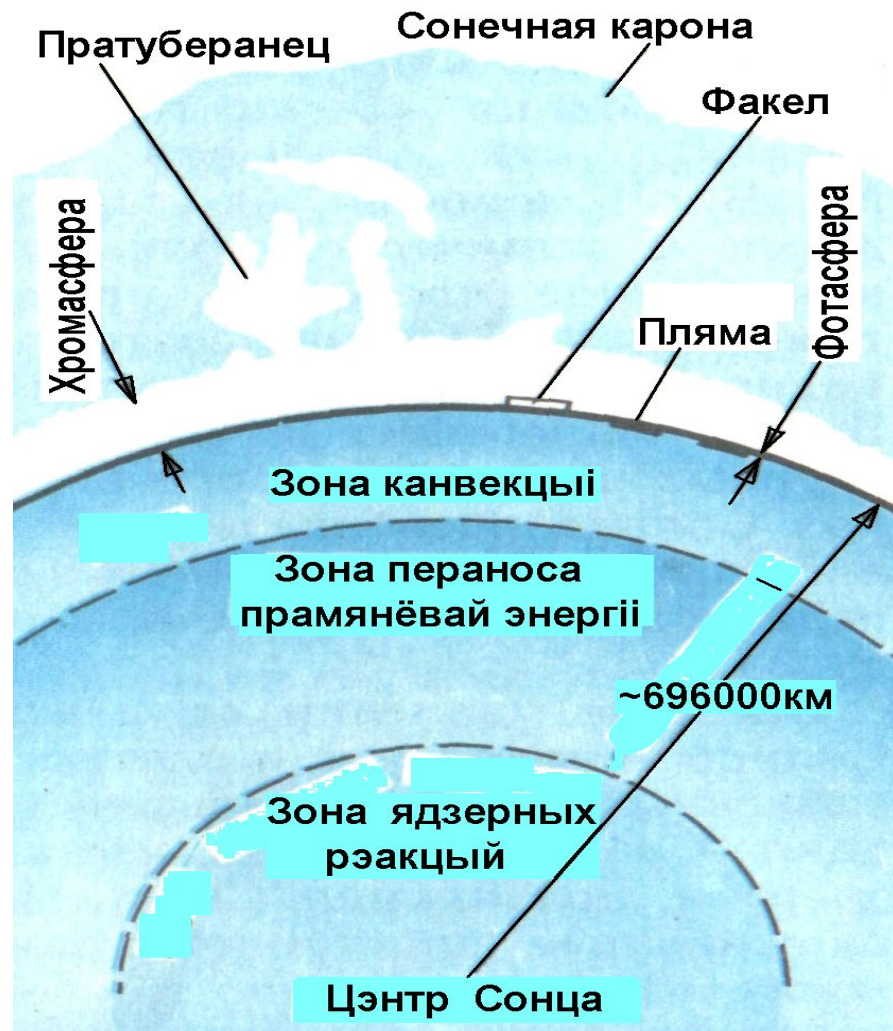 Сонечная карона
Пратуберанец
Факел
Хромасфера
Фотасфера
Пляма
Зона канвекцыі
Зона пераноса
прамянёвай энергіі
~696000км
Зона ядзерных
рэакцый
Цэнтр Сонца